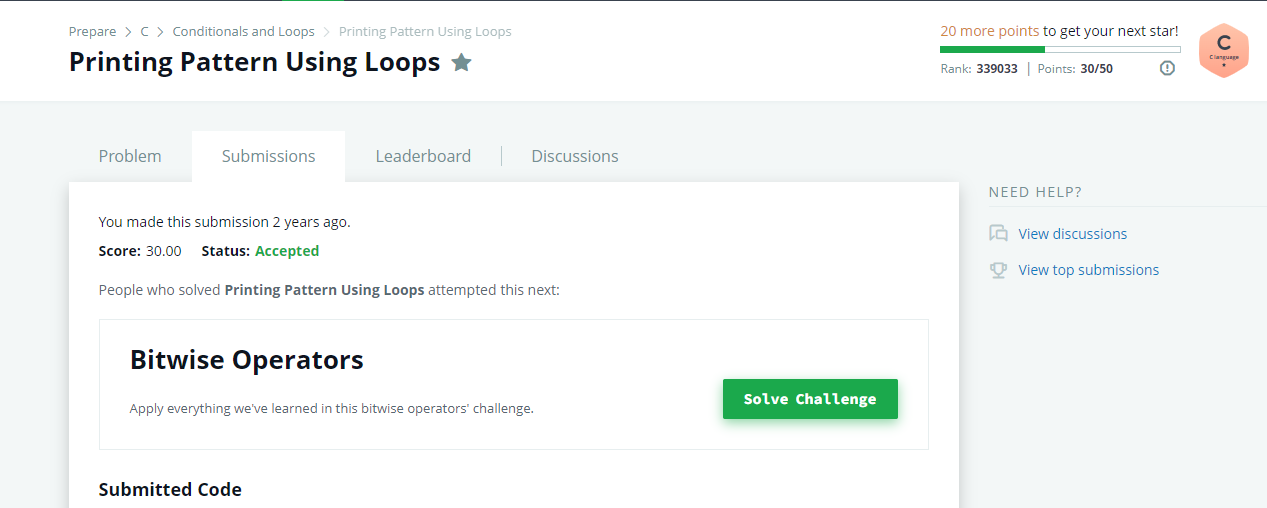 Prepare > C > Conditionals and Loops > Printing Pattern Using Loops
Printing Pattern Using Loops
20 more points to get your next star!
Rank: 339033 | Points: 30/50
C
C language
Problem
Submissions
Leaderboard
Discussions
You made this submission 2 years ago.
Score: 30.00 Status: Accepted
People who solved Printing Pattern Using Loops attempted this next:
Bitwise Operators
Apply everything we've learned in this bitwise operators' challenge.
Solve Challenge
Submitted Code
NEED HELP?
View discussions
View top submissions